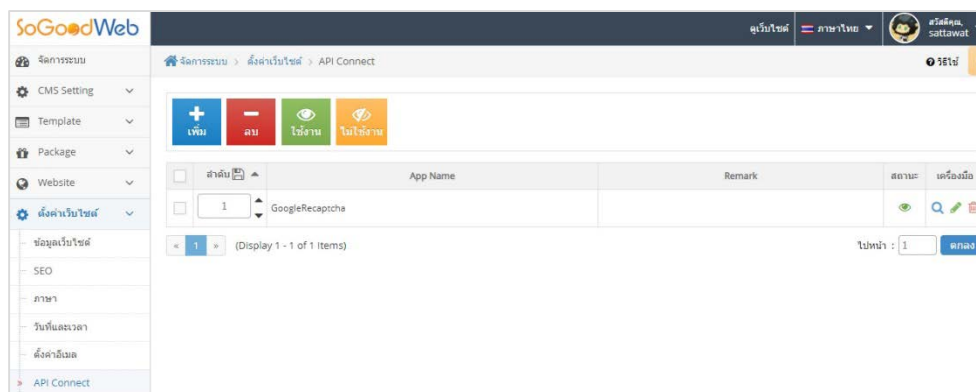 SoGoodWeb
ดูเว็บไซต์ ภาษาไทย สวัสดีคุณ,
sattawat
จัดการระบบ
จัดการระบบ > ตั้งค่าเว็บไซต์ > API Connect
วิธีใช้
CMS Setting
Template
Package
Website
ตั้งค่าเว็บไซต์
ข้อมูลเว็บไซต์
SEO
ภาษา
วันที่และเวลา
ตั้งค่าอีเมล
» API Connect
เพิ่ม ลบ ใช้งาน ไม่ใช้งาน
ลำดับ App Name Remark สถานะ เครื่องมือ
1 GoogleRecaptcha
« 1 » (Display 1 - 1 of 1 Items) ไปหน้า : 1 ตกลง